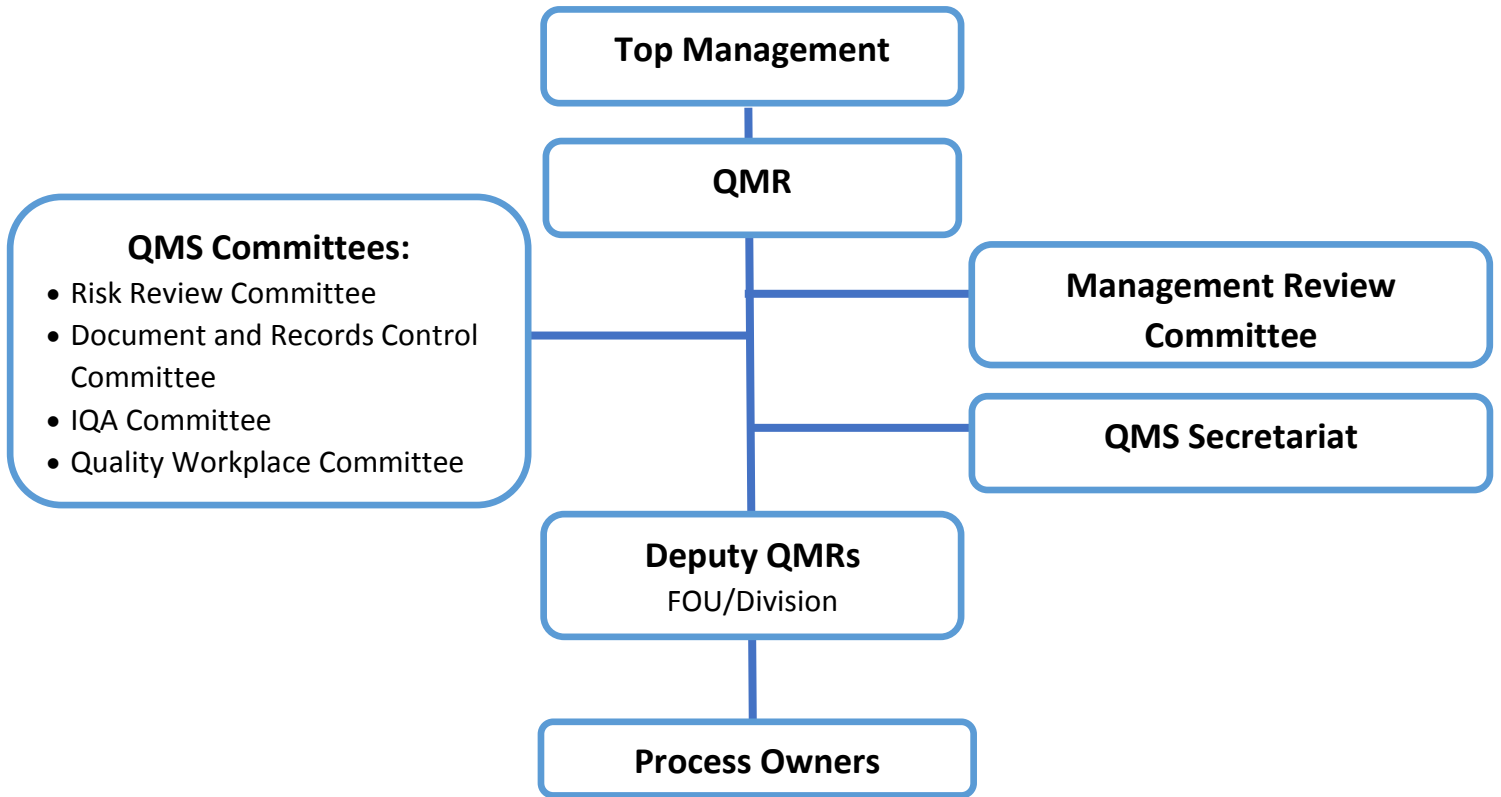 Top Management
QMR
QMS Committees:
• Risk Review Committee
• Document and Records Control
Committee
• IQA Committee
• Quality Workplace Committee
Management Review
Committee
QMS Secretariat
Deputy QMRs
FOU/Division
Process Owners